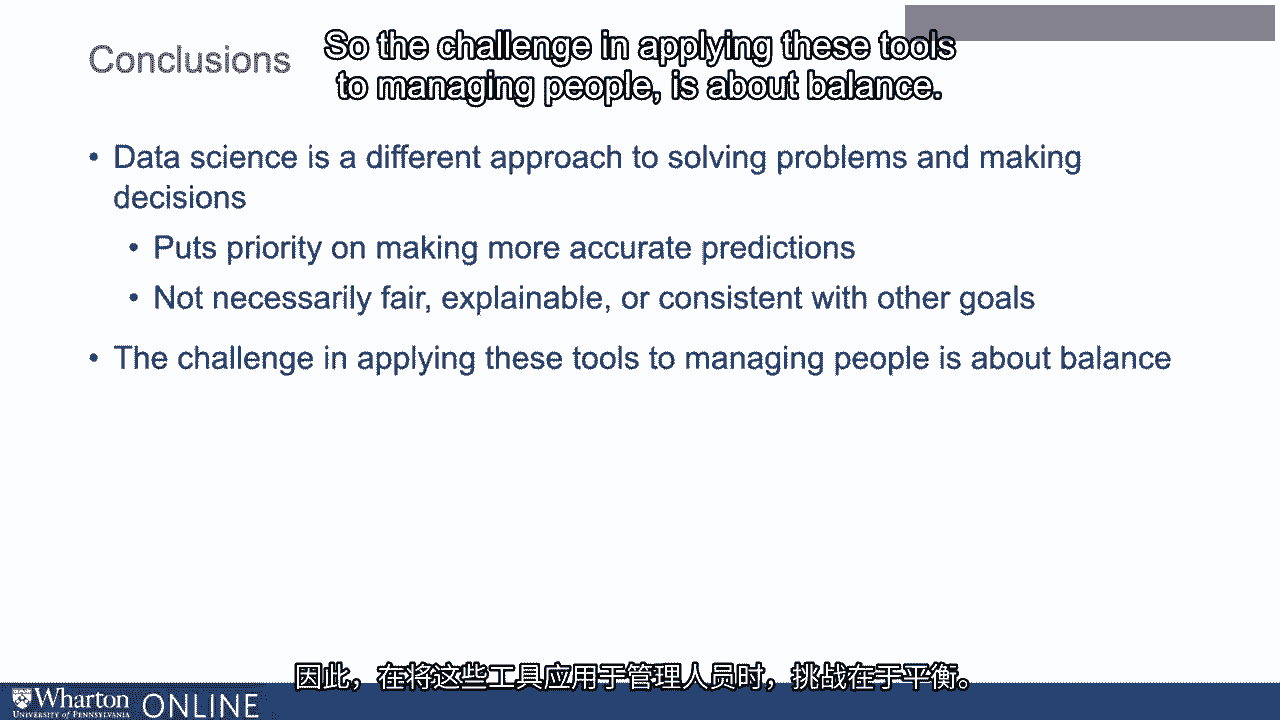 Conclusions
So the challenge in applying these tools
to managing people, is about balance.
• Data science is a different approach to solving problems and making
decisions
• Puts priority on making more accurate predictions
• Not necessarily fair, explainable, or consistent with other goals
• The challenge in applying these tools to managing people is about balance
因此，在将这些工具应用于管理人员时，挑战在于平衡。
Wharton
UNIVERSITY of PENNSYLVANIA
ONLINE